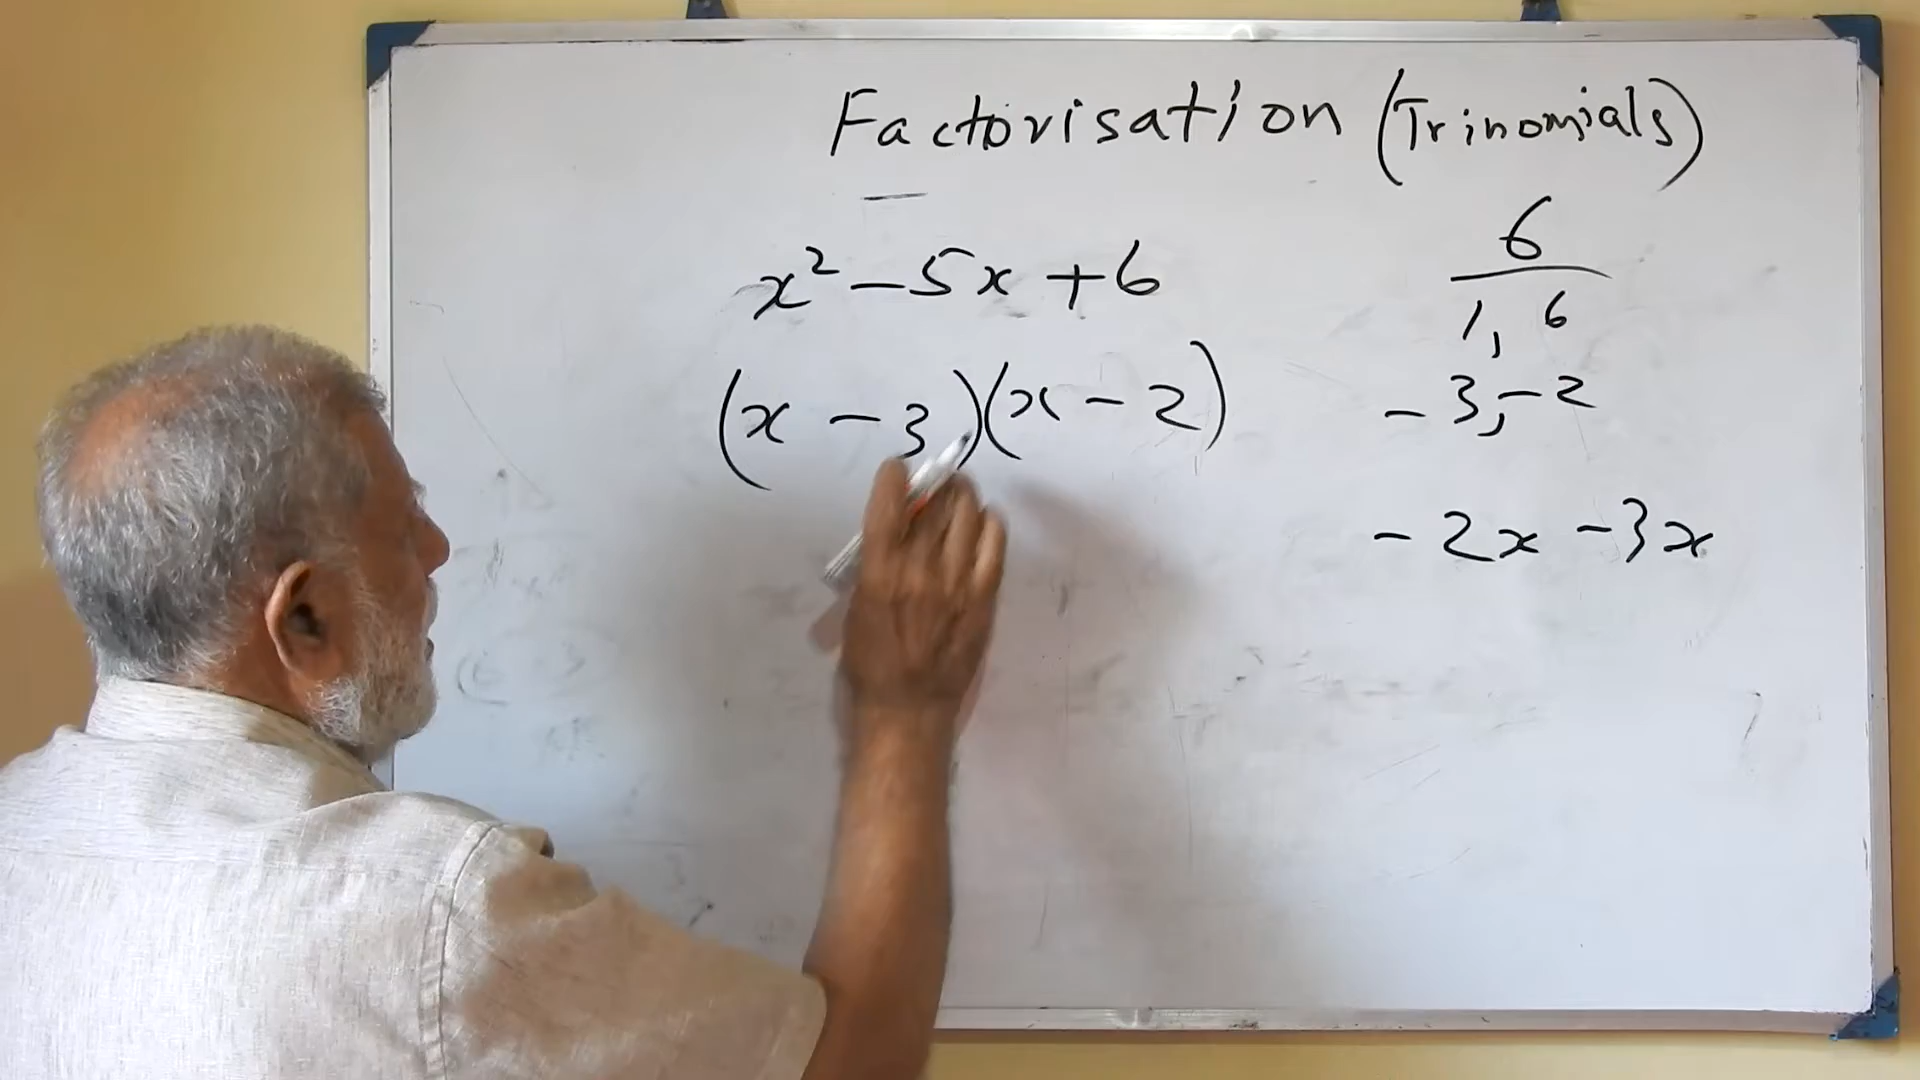 Factorisation (Trinomials)
x² - 5x + 6
(x - 3)(x - 2)
6
1, 6
- 3, - 2
- 2x - 3x